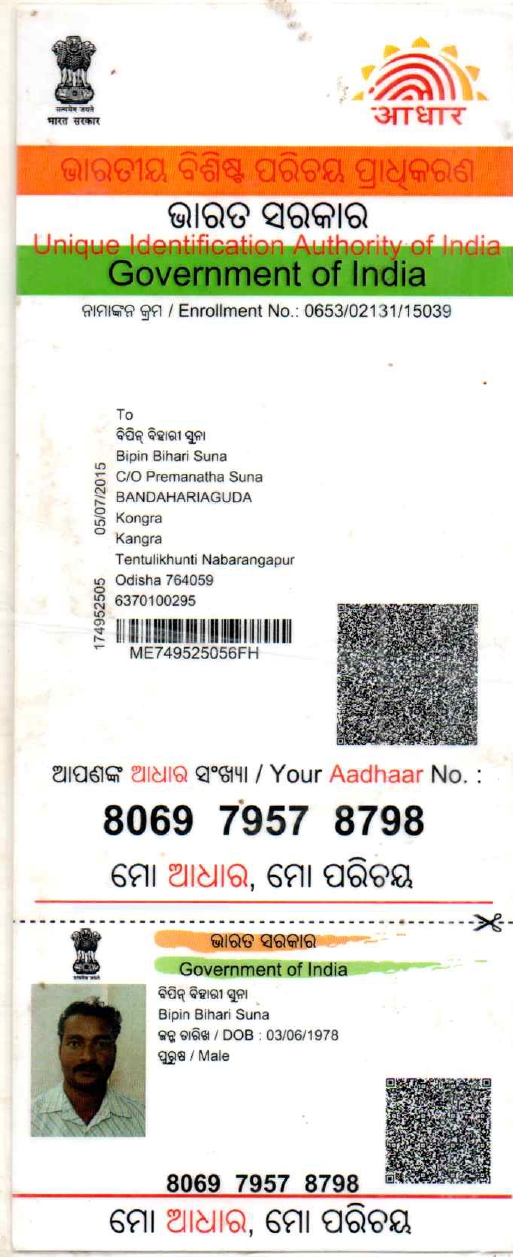 सत्यमेव जयते
भारत सरकार
आधार
ଭାରତୀୟ ବିଶିଷ୍ଟ ପରିଚୟ ପ୍ରାଧିକରଣ
ଭାରତ ସରକାର
Unique Identification Authority of India
Government of India
ନାମାଙ୍କନ କ୍ରମ / Enrollment No.: 0653/02131/15039
To
ବିପିନ୍ ବିହାରୀ ସୁନା
Bipin Bihari Suna
C/O Premanatha Suna
BANDAHARIAGUDA
Kongra
Kangra
Tentulikhunti Nabarangapur
Odisha 764059
6370100295
05/07/2015
174952505
ME749525056FH
ଆପଣଙ୍କ ଆଧାର ସଂଖ୍ୟା / Your Aadhaar No. :
8069 7957 8798
ମୋ ଆଧାର, ମୋ ପରିଚୟ
ଭାରତ ସରକାର
Government of India
ବିପିନ୍ ବିହାରୀ ସୁନା
Bipin Bihari Suna
ଜନ୍ମ ତାରିଖ / DOB : 03/06/1978
ପୁରୁଷ / Male
8069 7957 8798
ମୋ ଆଧାର, ମୋ ପରିଚୟ